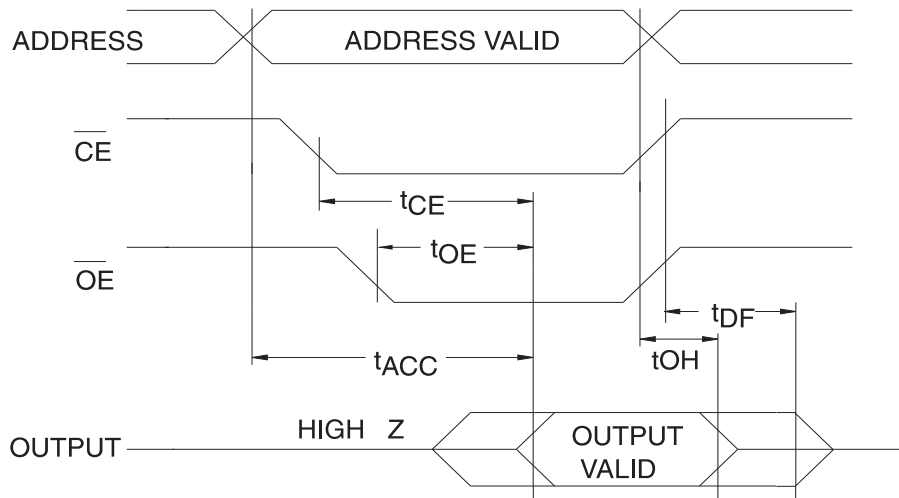 ADDRESS
ADDRESS VALID
CE
tCE
tOE
OE
tDF
tACC
tOH
HIGH Z
OUTPUT
OUTPUT
VALID